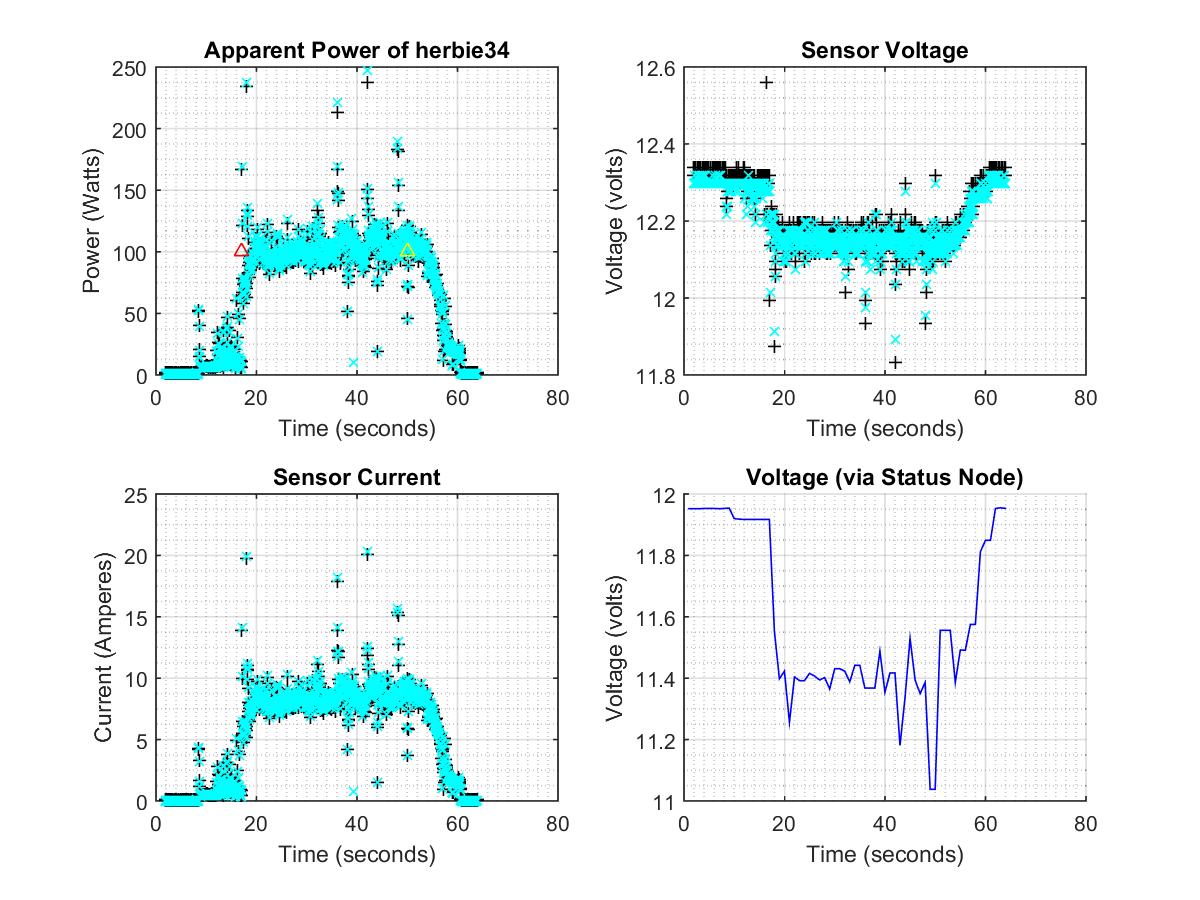 Apparent Power of herbie34
250
200
150
100
50
0
Power (Watts)
0 20 40 60 80
Time (seconds)
Sensor Voltage
12.6
12.4
12.2
12
11.8
Voltage (volts)
0 20 40 60 80
Time (seconds)
Sensor Current
25
20
15
10
5
0
Current (Amperes)
0 20 40 60 80
Time (seconds)
Voltage (via Status Node)
12
11.8
11.6
11.4
11.2
11
Voltage (volts)
0 20 40 60 80
Time (seconds)